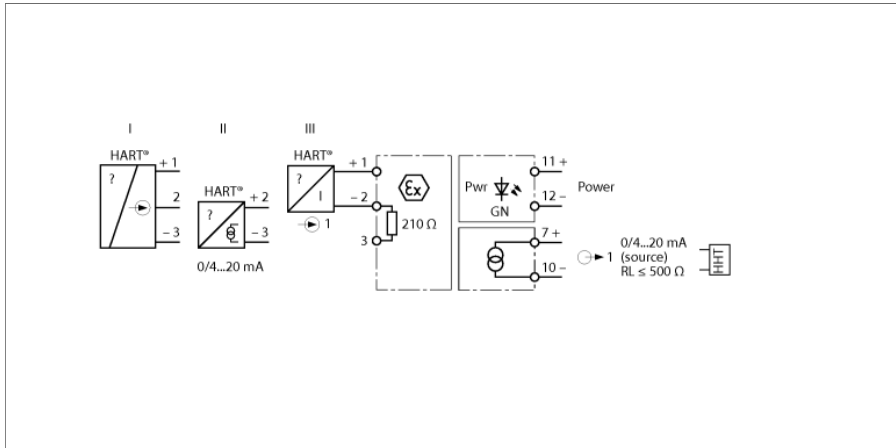 I
II
III
HART®
?
+ 1
2
– 3
HART®
?
+ 2
– 3
0/4...20 mA
HART®
?
I
+ 1
– 2
1
3
Ex
210 Ω
Pwr
GN
11 +
12 –
Power
7 +
10 –
1
0/4...20 mA
(source)
RL ≤ 500 Ω
HHT